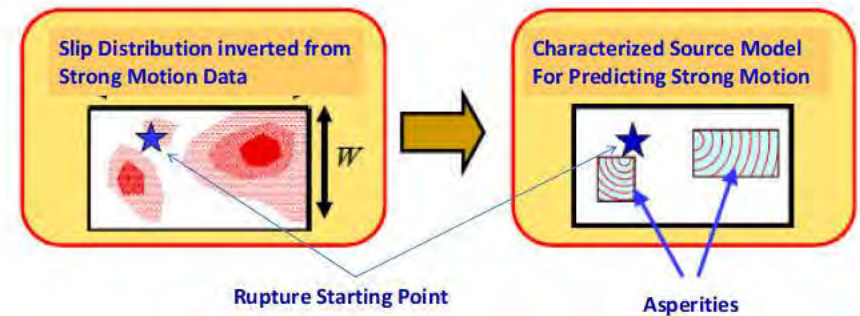 Slip Distribution inverted from
Strong Motion Data
W
Characterized Source Model
For Predicting Strong Motion
Rupture Starting Point
Asperities